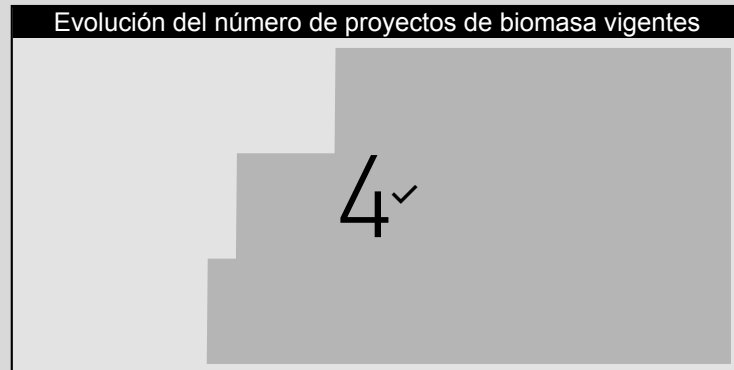 Evolución del número de proyectos de biomasa vigentes
4✓